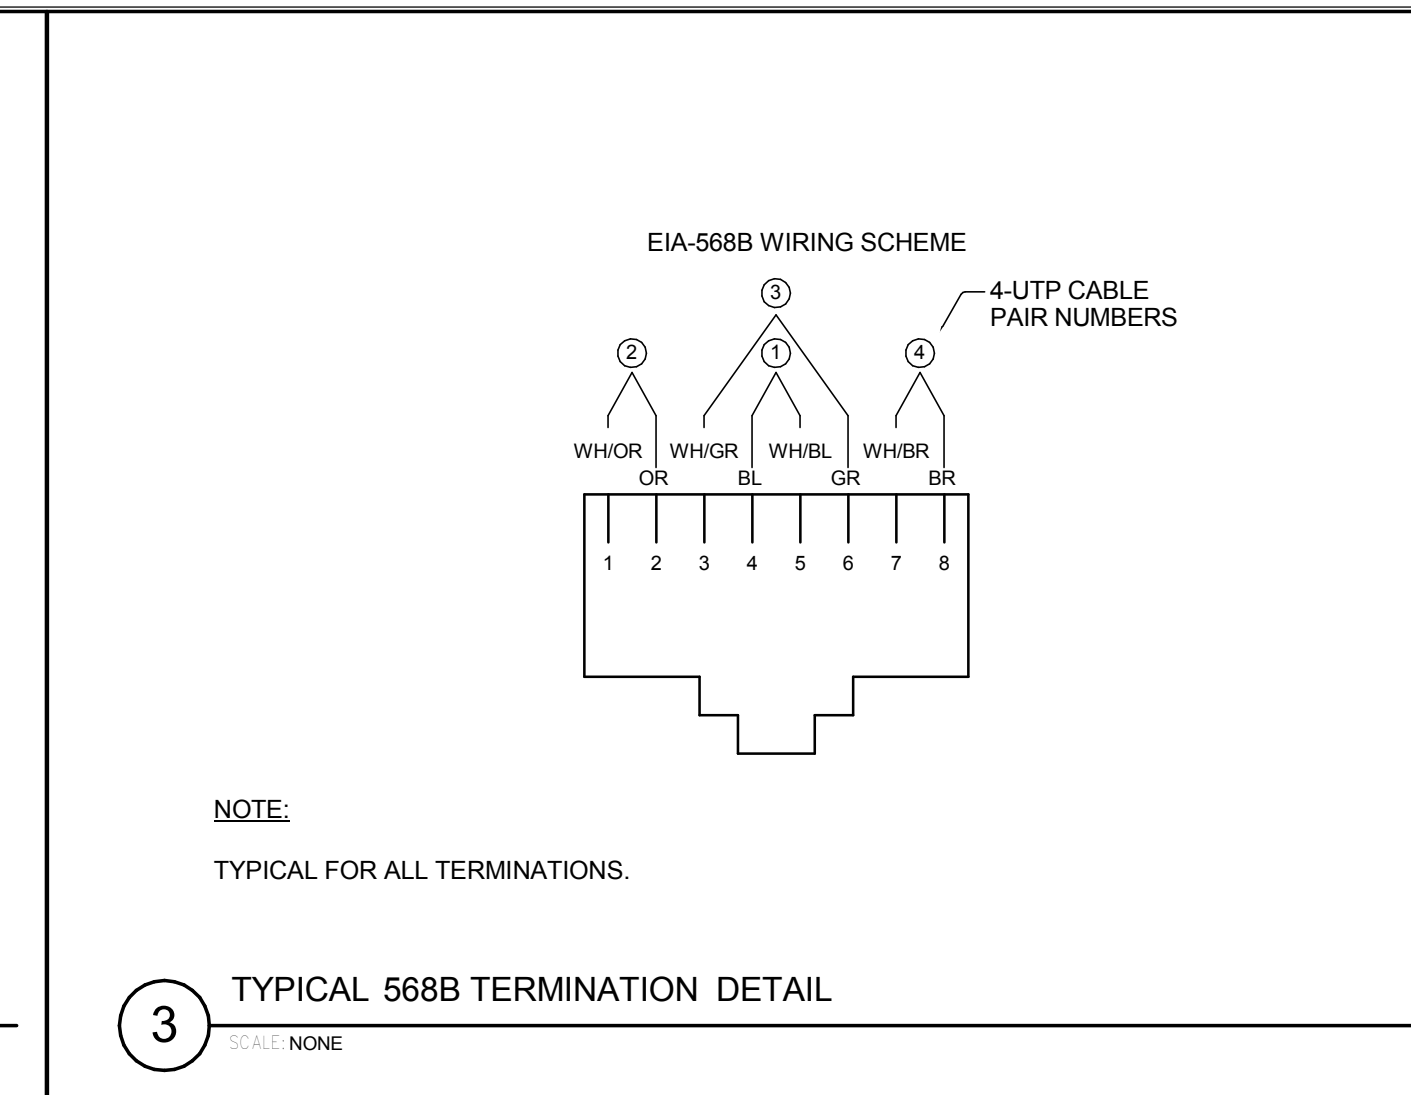 EIA-568B WIRING SCHEME
3
4-UTP CABLE
PAIR NUMBERS
2
1
4
WH/OR WH/GR WH/BL WH/BR
OR BL GR BR
1 2 3 4 5 6 7 8
NOTE:
TYPICAL FOR ALL TERMINATIONS.
3
TYPICAL 568B TERMINATION DETAIL
SCALE: NONE